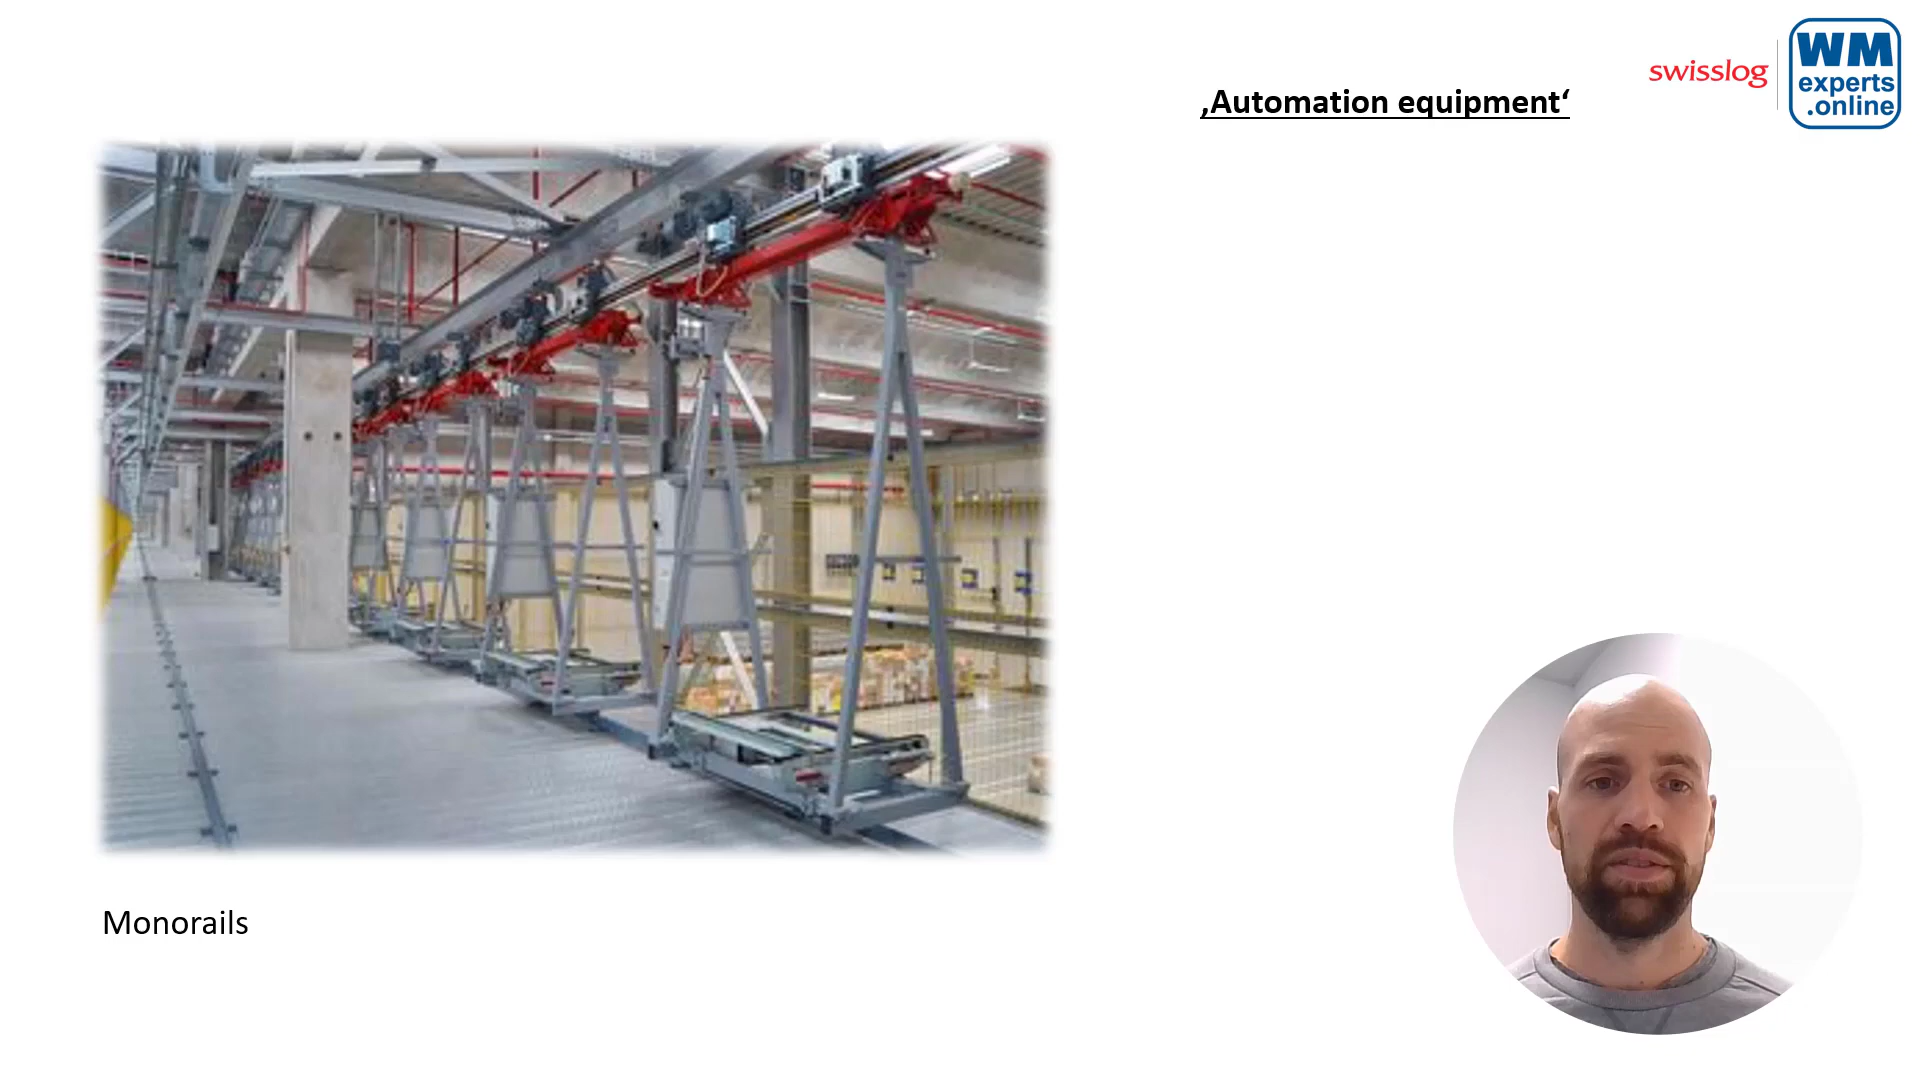 ‚Automation equipment‘
swisslog
WM
experts
.online
Monorails